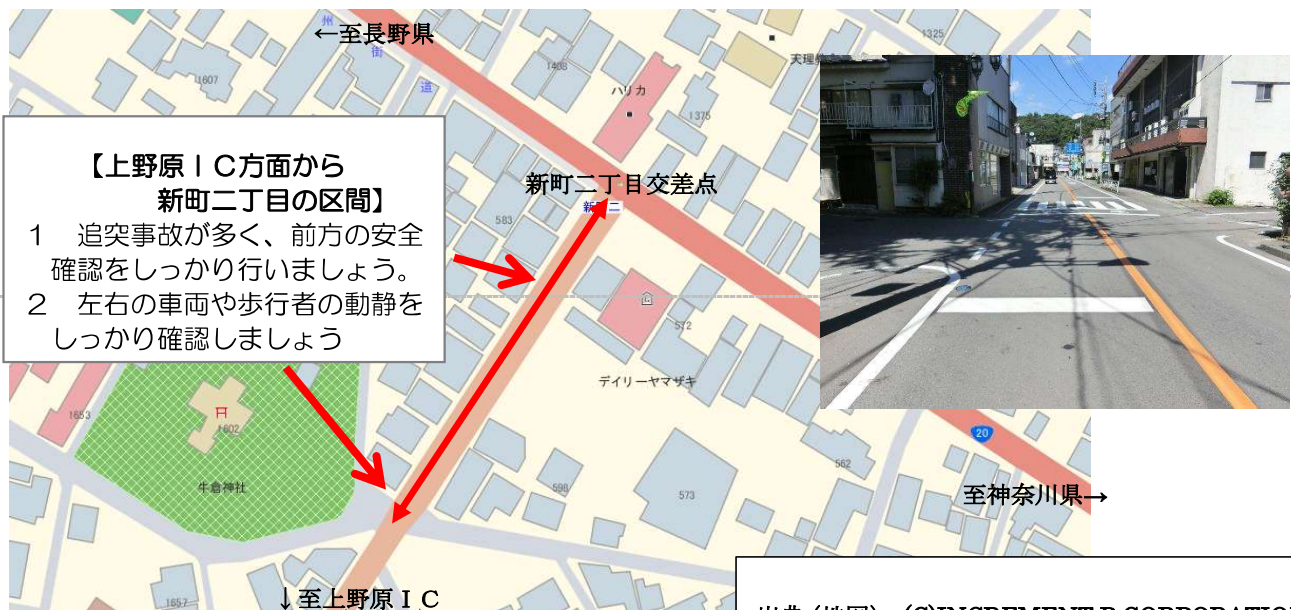 ←至長野県
州
街
道
1325
1607
1408
天理教
ハリカ
1375
【上野原ＩＣ方面から
新町二丁目の区間】
１　追突事故が多く、前方の安全
確認をしっかり行いましょう。
２　左右の車両や歩行者の動静を
しっかり確認しましょう
新町二丁目交差点
583
572
デイリーヤマザキ
1653
1602
牛倉神社
20
562
598
573
至神奈川県→
1657
↓至上野原ＩＣ